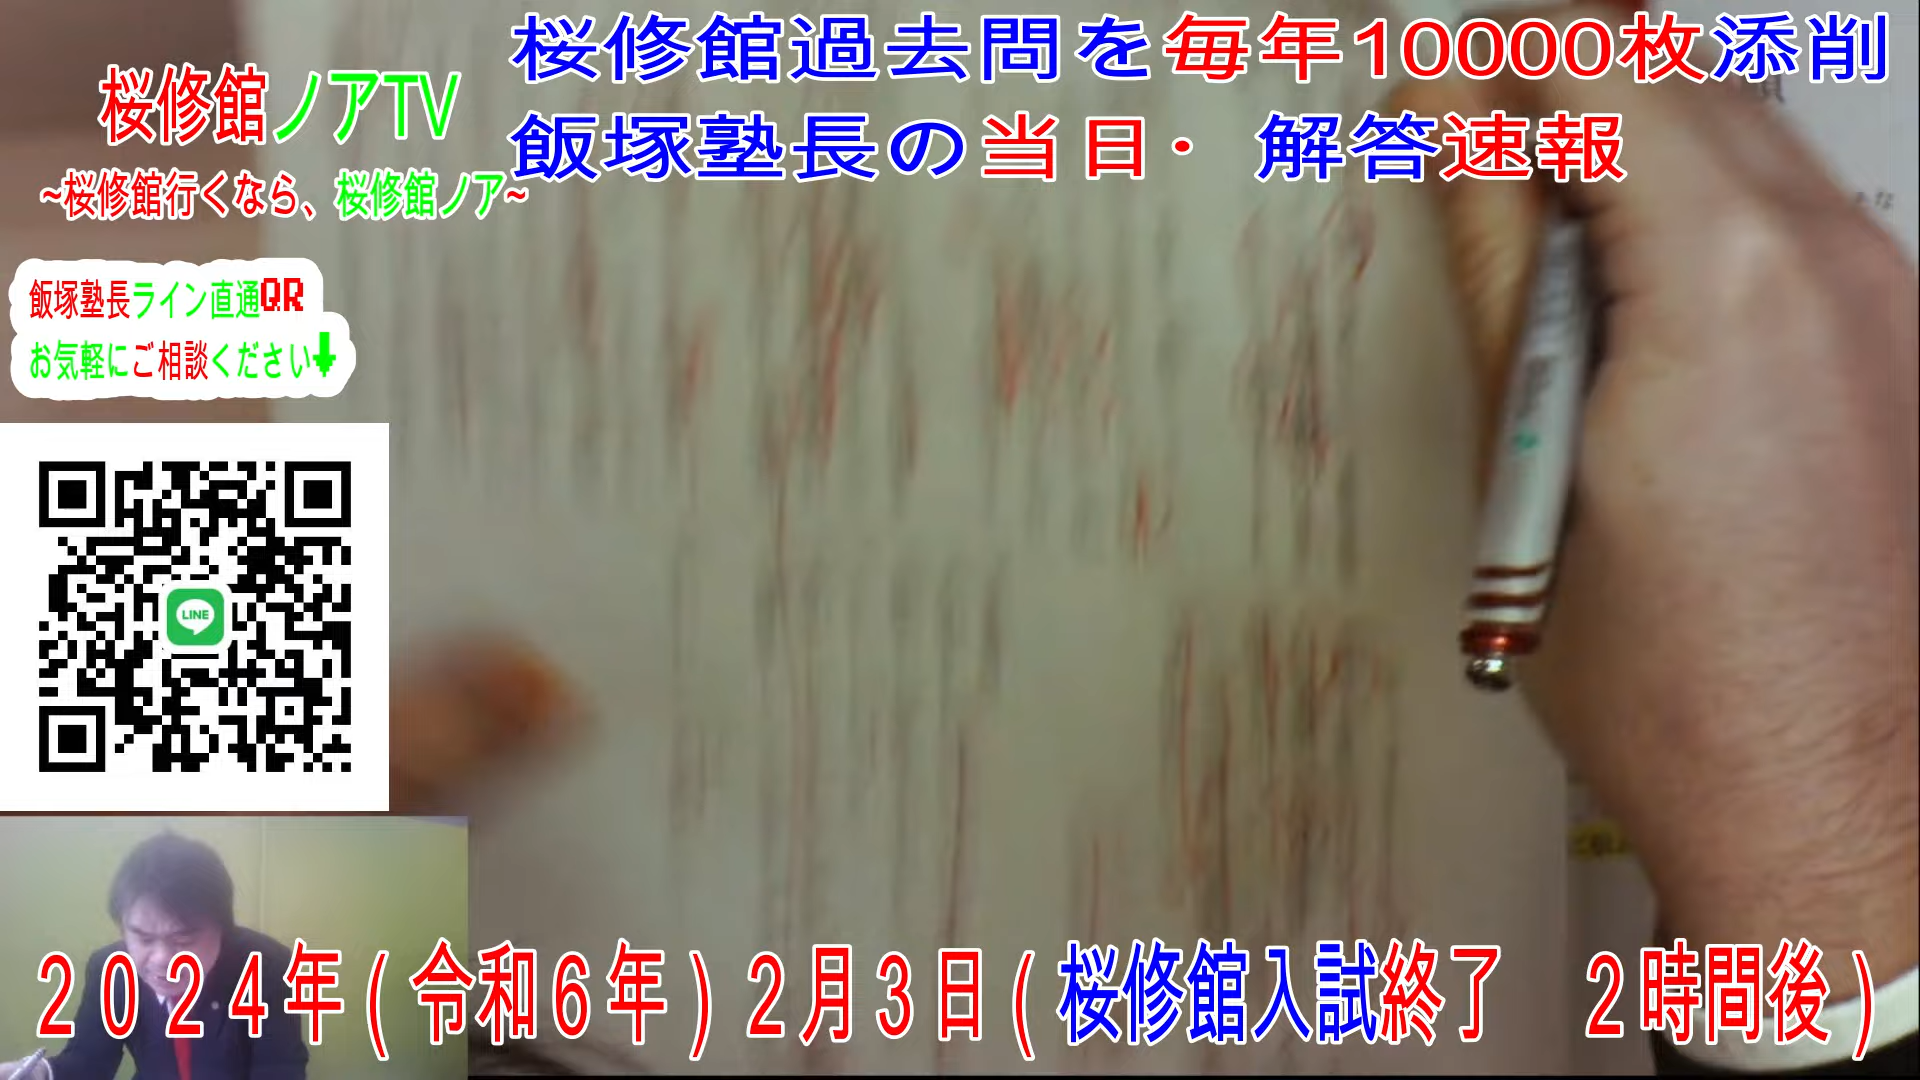 桜修館過去問を毎年10000枚添削
飯塚塾長の当日・解答速報
桜修館ノアTV
~桜修館行くなら、桜修館ノア~
飯塚塾長ライン直通QR
お気軽にご相談ください⬇
LINE
2024年(令和6年)2月3日(桜修館入試終了 2時間後)